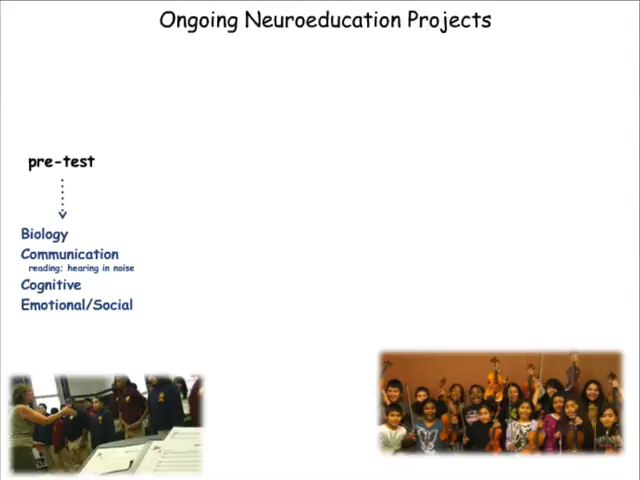 Ongoing Neuroeducation Projects
pre-test
Biology
Communication
reading; hearing in noise
Cognitive
Emotional/Social